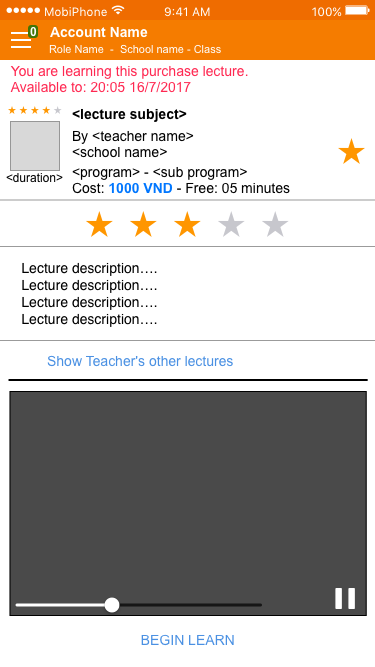 MobiPhone 9:41 AM 100%
0 Account Name
Role Name - School name - Class
You are learning this purchase lecture.
Available to: 20:05 16/7/2017
<lecture subject>
By <teacher name>
<school name>
<program> - <sub program>
<duration>
Cost: 1000 VND - Free: 05 minutes
Lecture description….
Lecture description….
Lecture description….
Lecture description….
Show Teacher's other lectures
BEGIN LEARN